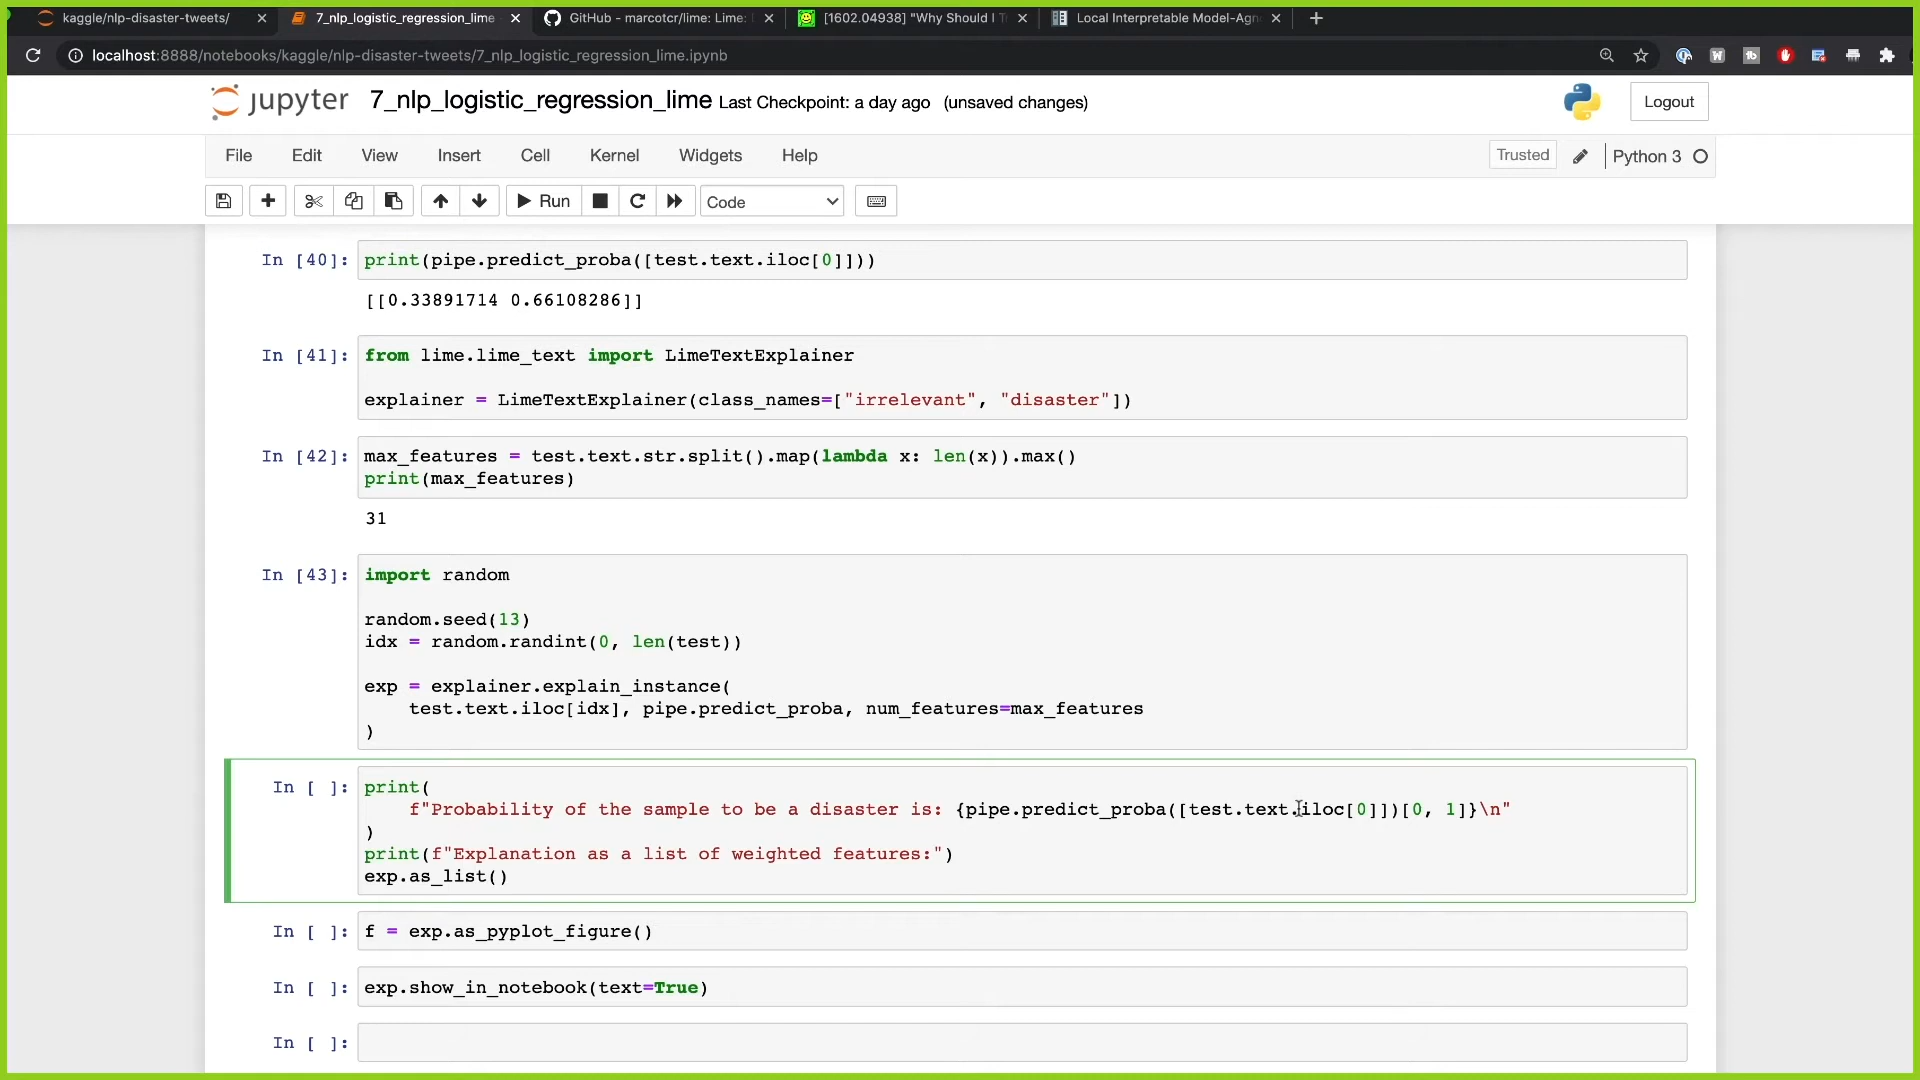 kaggle/nlp-disaster-tweets/
7_nlp_logistic_regression_lime
GitHub - marcotcr/lime: Lime:
[1602.04938] "Why Should I T
Local Interpretable Model-Agn
localhost:8888/notebooks/kaggle/nlp-disaster-tweets/7_nlp_logistic_regression_lime.ipynb
jupyter 7_nlp_logistic_regression_lime Last Checkpoint: a day ago (unsaved changes)
Logout
File Edit View Insert Cell Kernel Widgets Help
Trusted
Python 3
Run
Code
In [40]: print(pipe.predict_proba([test.text.iloc[0]]))
[[0.33891714 0.66108286]]
In [41]: from lime.lime_text import LimeTextExplainer
explainer = LimeTextExplainer(class_names=["irrelevant", "disaster"])
In [42]: max_features = test.text.str.split().map(lambda x: len(x)).max()
print(max_features)
31
In [43]: import random
random.seed(13)
idx = random.randint(0, len(test))
exp = explainer.explain_instance(
test.text.iloc[idx], pipe.predict_proba, num_features=max_features
)
In [ ]: print(
f"Probability of the sample to be a disaster is: {pipe.predict_proba([test.text.iloc[0]])[0, 1]}\n"
)
print(f"Explanation as a list of weighted features:")
exp.as_list()
In [ ]: f = exp.as_pyplot_figure()
In [ ]: exp.show_in_notebook(text=True)
In [ ]: